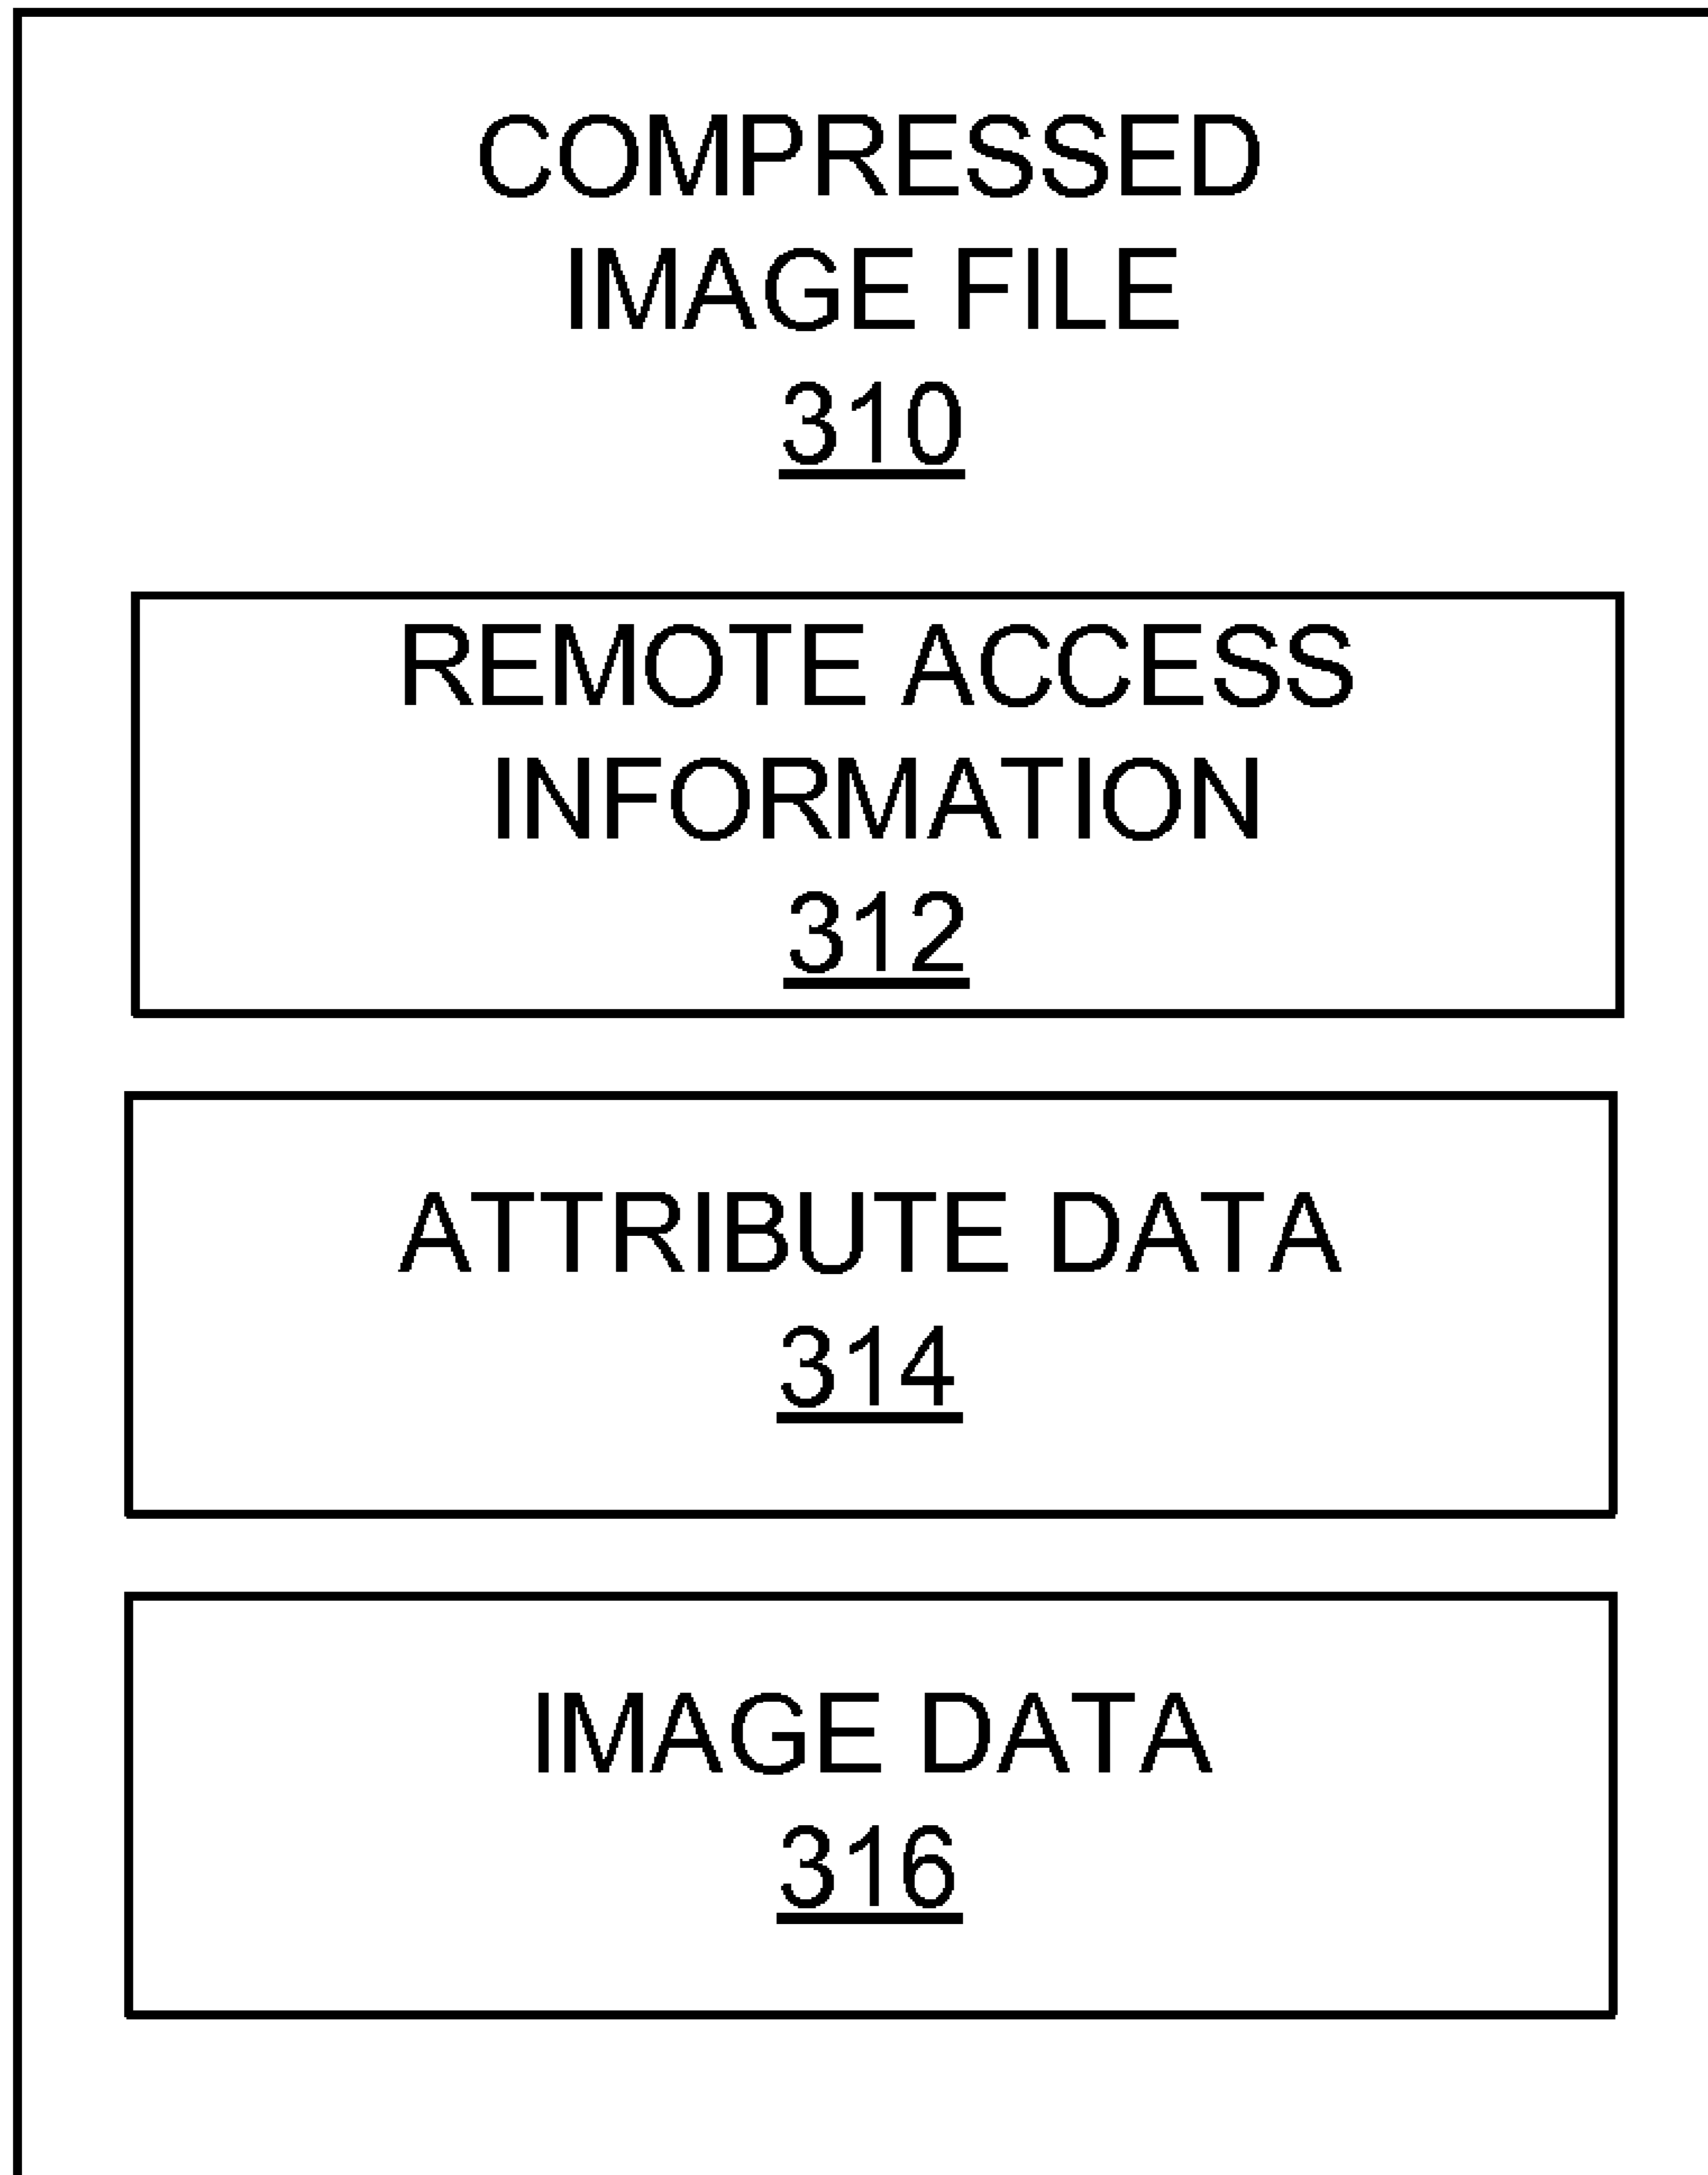 COMPRESSED
IMAGE FILE
310
REMOTE ACCESS
INFORMATION
312
ATTRIBUTE DATA
314
IMAGE DATA
316